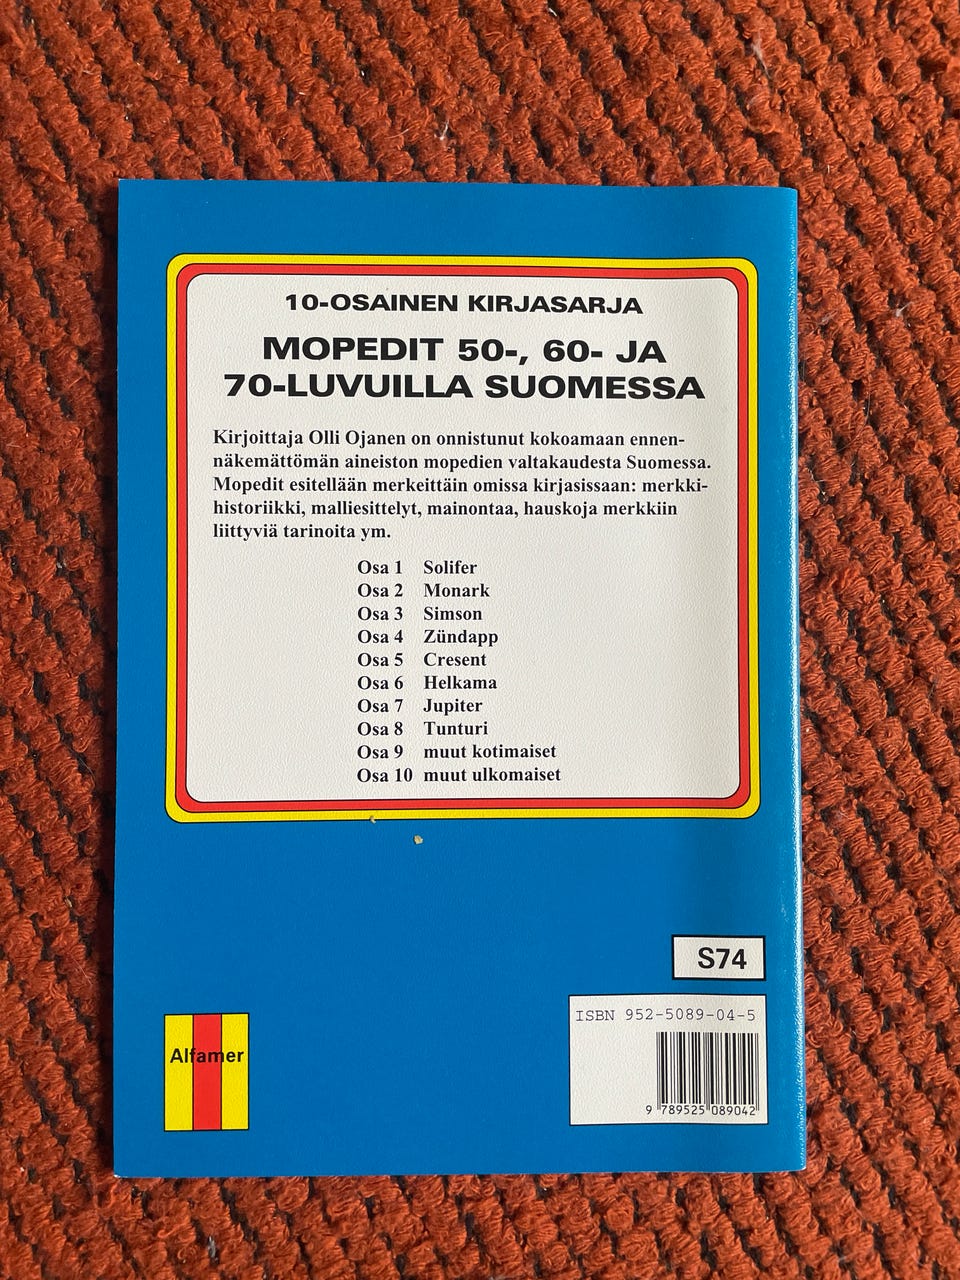 10-OSAINEN KIRJASARJA
MOPEDIT 50-, 60- JA
70-LUVUILLA SUOMESSA
Kirjoittaja Olli Ojanen on onnistunut kokoamaan ennen-
näkemättömän aineiston mopedien valtakaudesta Suomessa.
Mopedit esitellään merkeittäin omissa kirjasissaan: merkki-
historiikki, malliesittelyt, mainontaa, hauskoja merkkiin
liittyviä tarinoita ym.
Osa 1 Solifer
Osa 2 Monark
Osa 3 Simson
Osa 4 Zündapp
Osa 5 Cresent
Osa 6 Helkama
Osa 7 Jupiter
Osa 8 Tunturi
Osa 9 muut kotimaiset
Osa 10 muut ulkomaiset
S74
ISBN 952-5089-04-5
9 789525 089042
Alfamer